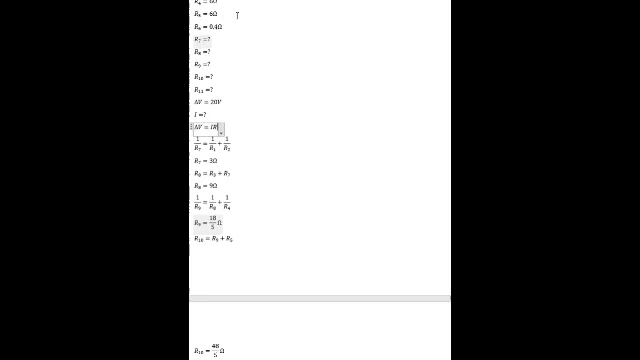 R₄ = 6Ω
R₅ = 6Ω
R₆ = 0.4Ω
R₇ =?
R₈ =?
R₉ =?
R₁₀ =?
R₁₁ =?
ΔV = 20V
I =?
ΔV = IR
1/R₇ = 1/R₁ + 1/R₂
R₇ = 3Ω
R₈ = R₃ + R₇
R₈ = 9Ω
1/R₉ = 1/R₈ + 1/R₄
R₉ = 18/5 Ω
R₁₀ = R₉ + R₅
R₁₀ = 48/5 Ω